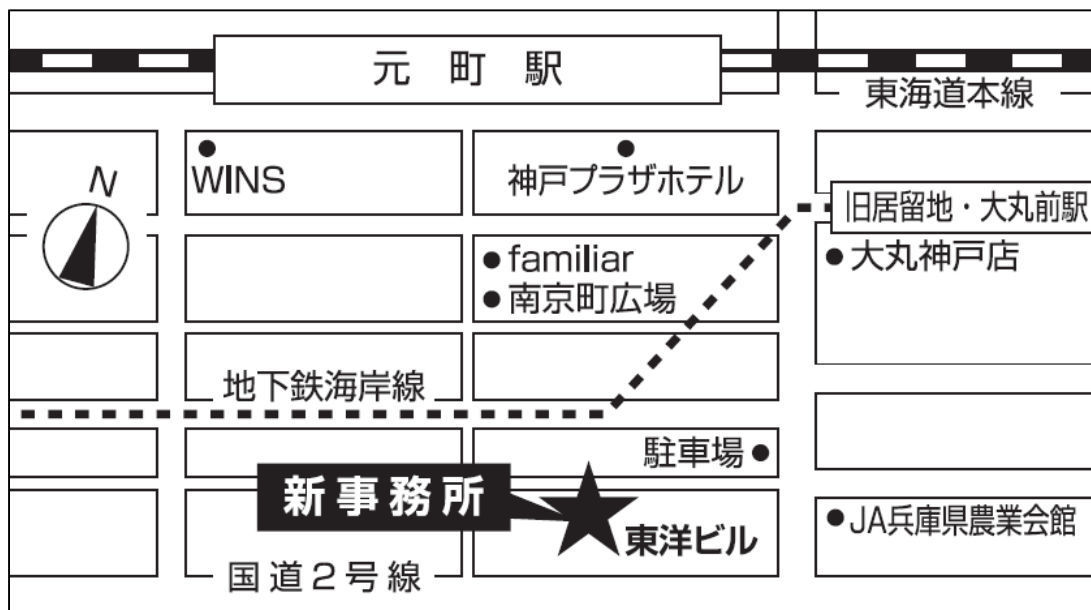 元町駅
東海道本線
N
WINS
神戸プラザホテル
旧居留地・大丸前駅
familiar
大丸神戸店
南京町広場
地下鉄海岸線
駐車場
新事務所
東洋ビル
JA兵庫県農業会館
国道2号線